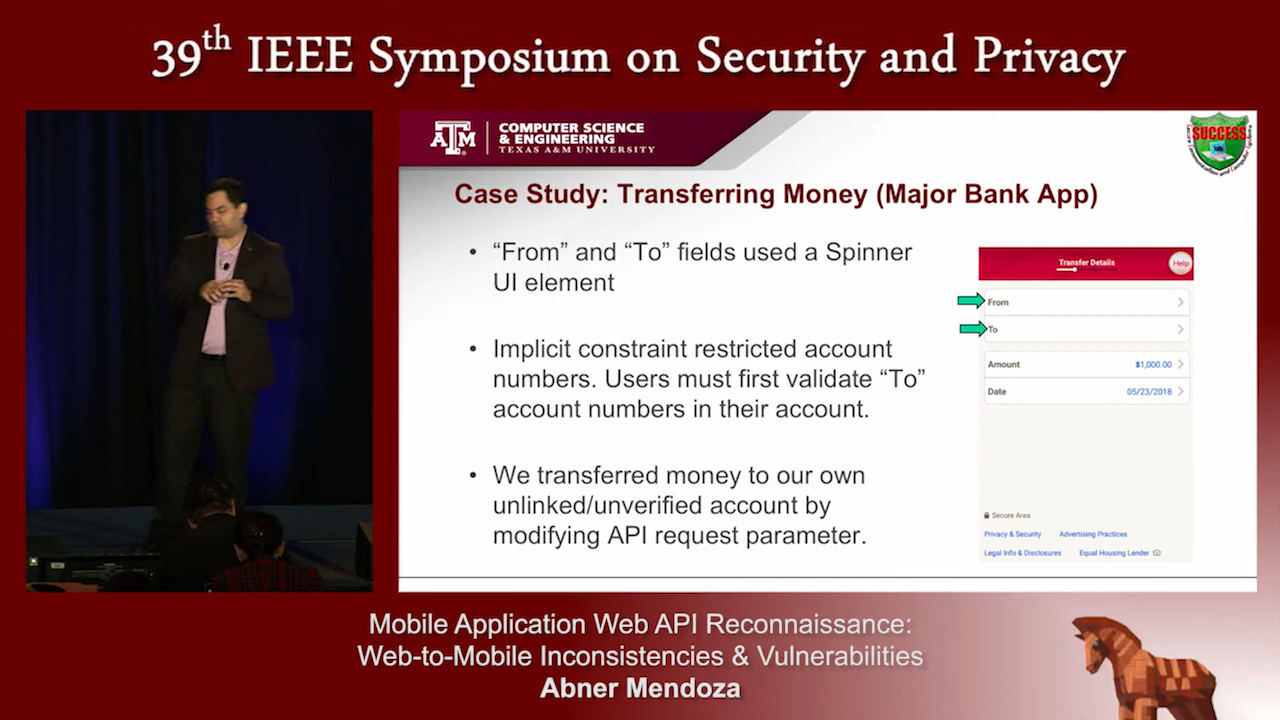 39th IEEE Symposium on Security and Privacy
ATM
COMPUTER SCIENCE
& ENGINEERING
TEXAS A&M UNIVERSITY
SUCCESS
Case Study: Transferring Money (Major Bank App)
• “From” and “To” fields used a Spinner
UI element
• Implicit constraint restricted account
numbers. Users must first validate “To”
account numbers in their account.
• We transferred money to our own
unlinked/unverified account by
modifying API request parameter.
Transfer Details
Help
From
To
Amount $1,000.00
Date 05/23/2018
Secure Area
Privacy & Security Advertising Practices
Legal Info & Disclosures Equal Housing Lender
Mobile Application Web API Reconnaissance:
Web-to-Mobile Inconsistencies & Vulnerabilities
Abner Mendoza